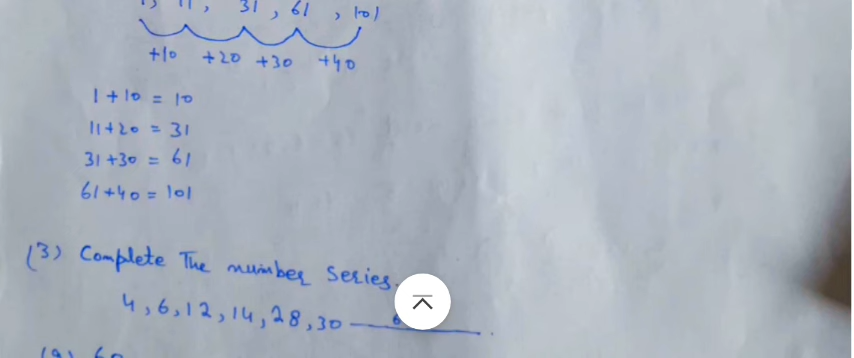 11, 31, 61, 101
+10 +20 +30 +40
1+10 = 10
11+20 = 31
31+30 = 61
61+40 = 101
(3) Complete The number Series.
4, 6, 12, 14, 28, 30